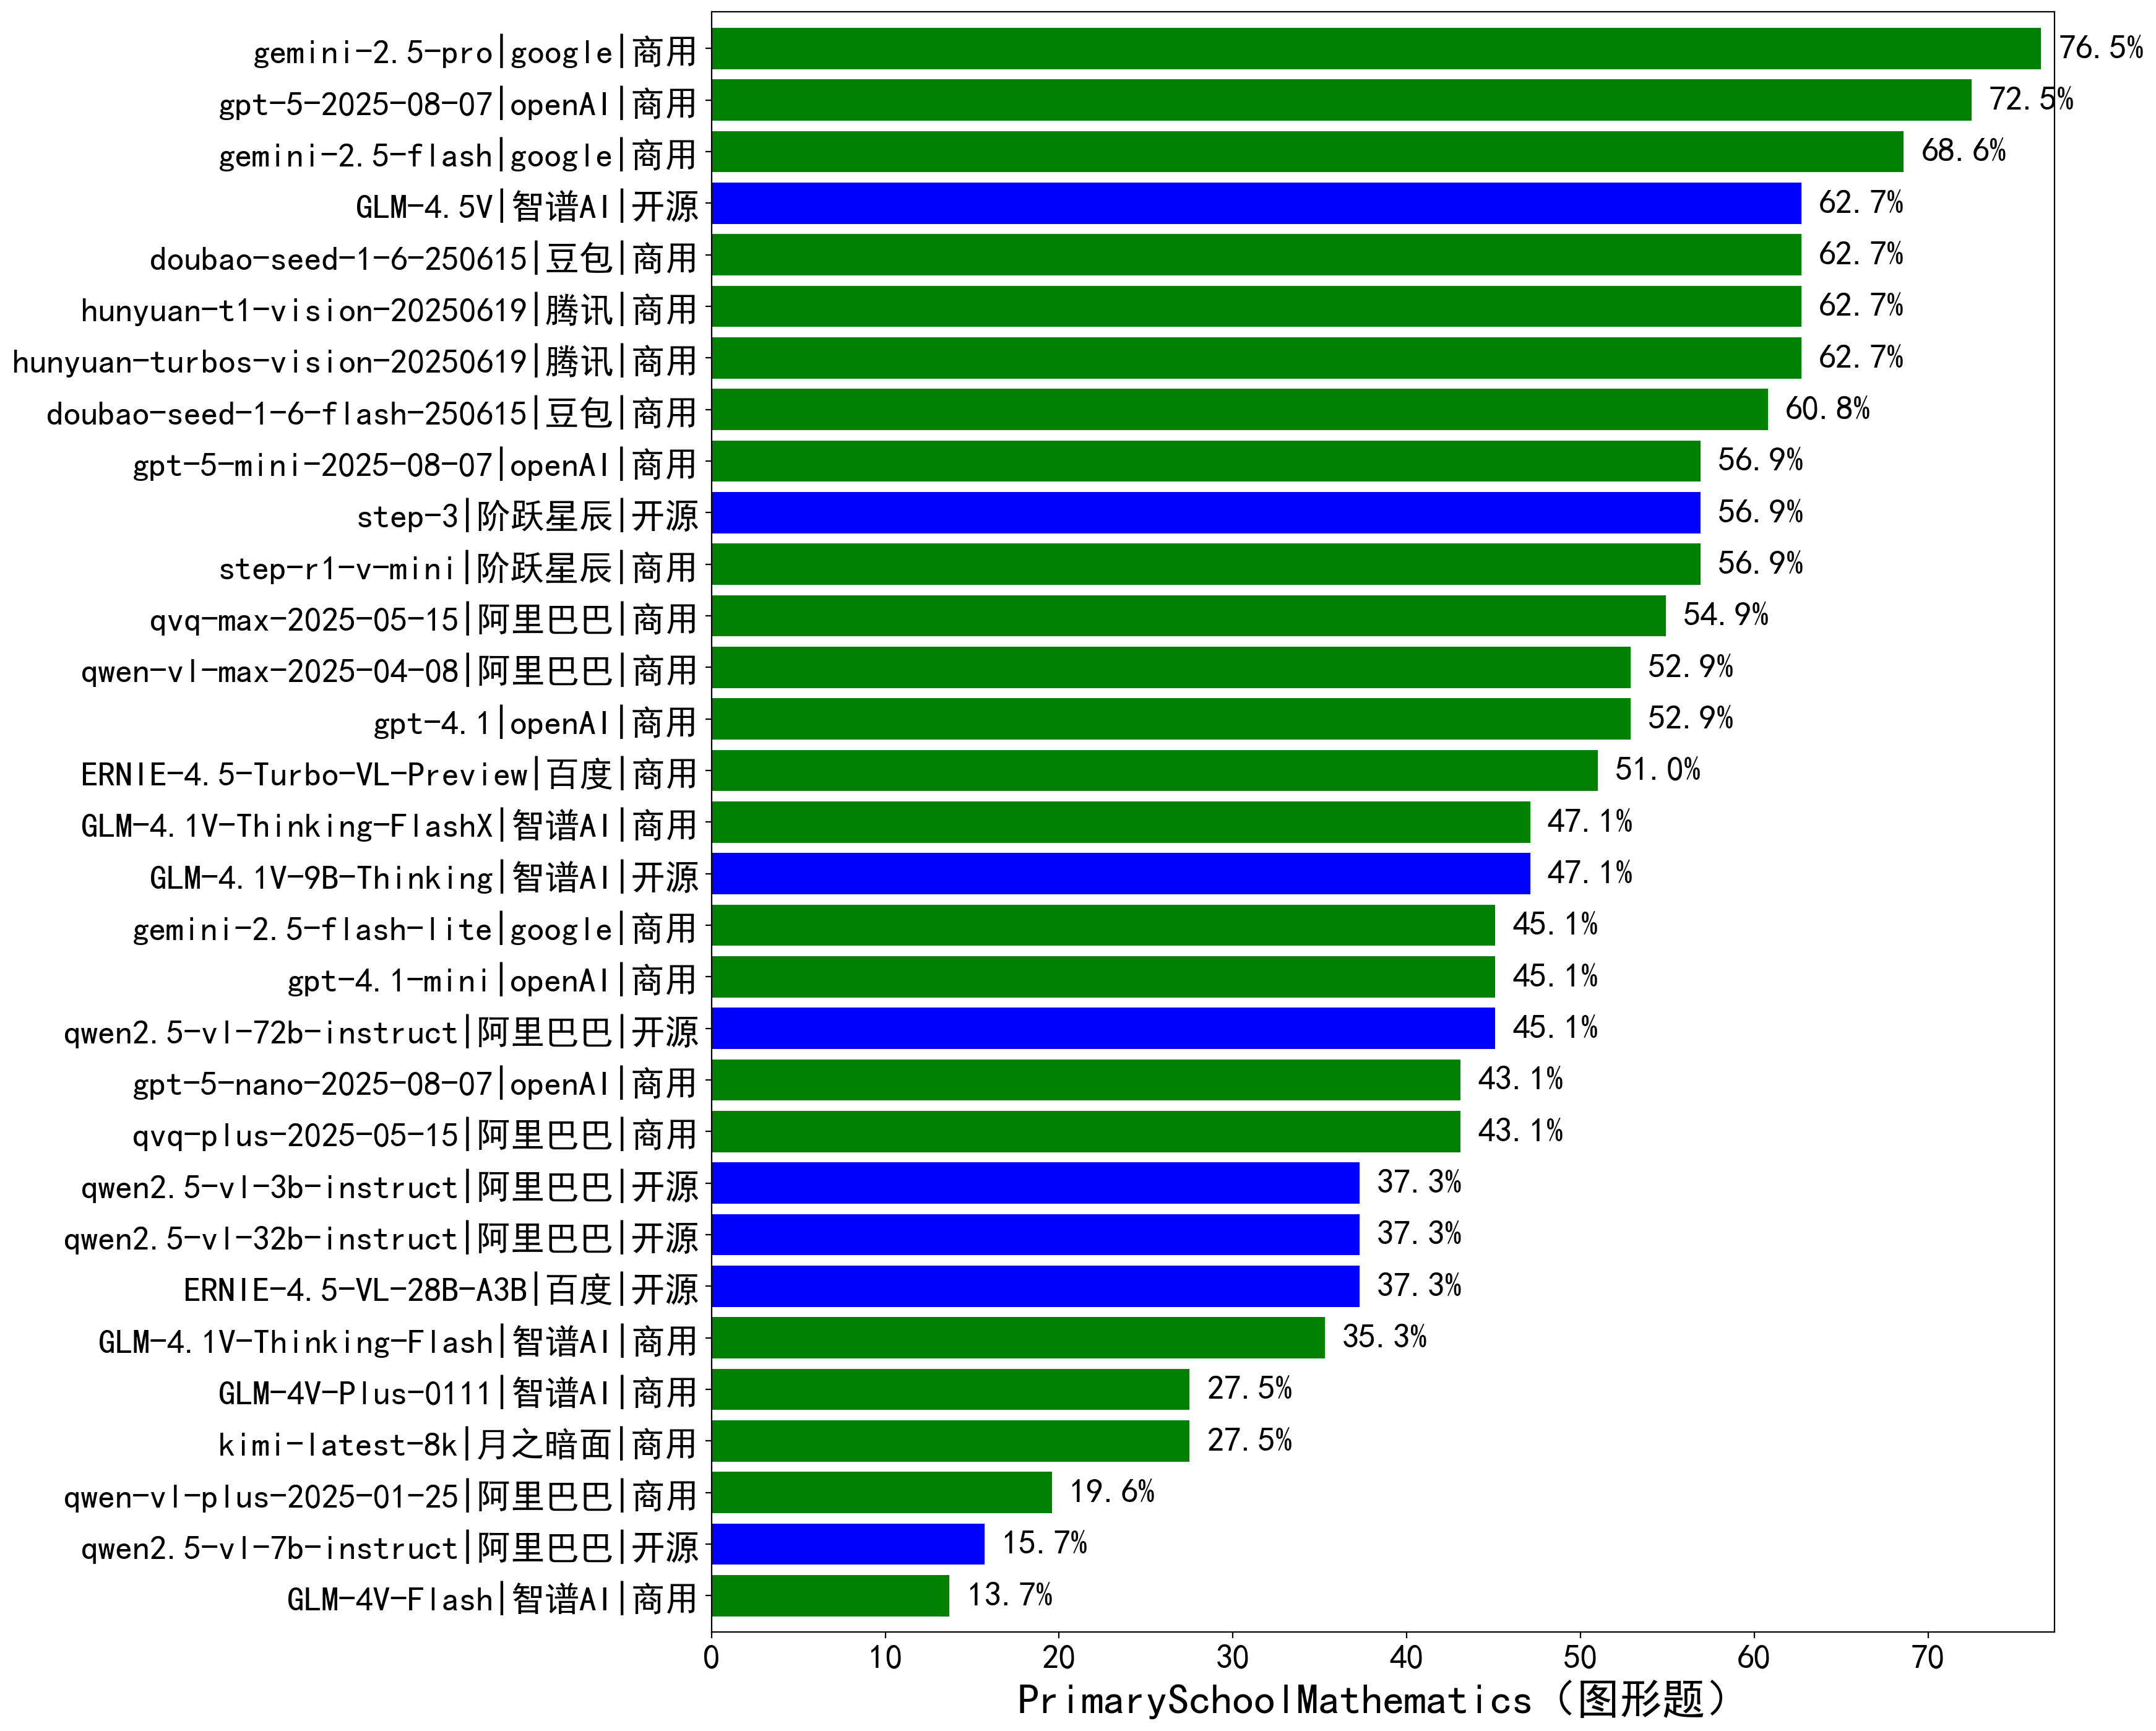 gemini-2.5-pro|google|商用 76.5%
gpt-5-2025-08-07|openAI|商用 72.5%
gemini-2.5-flash|google|商用 68.6%
GLM-4.5V|智谱AI|开源 62.7%
doubao-seed-1-6-250615|豆包|商用 62.7%
hunyuan-t1-vision-20250619|腾讯|商用 62.7%
hunyuan-turbos-vision-20250619|腾讯|商用 62.7%
doubao-seed-1-6-flash-250615|豆包|商用 60.8%
gpt-5-mini-2025-08-07|openAI|商用 56.9%
step-3|阶跃星辰|开源 56.9%
step-r1-v-mini|阶跃星辰|商用 56.9%
qvq-max-2025-05-15|阿里巴巴|商用 54.9%
qwen-vl-max-2025-04-08|阿里巴巴|商用 52.9%
gpt-4.1|openAI|商用 52.9%
ERNIE-4.5-Turbo-VL-Preview|百度|商用 51.0%
GLM-4.1V-Thinking-FlashX|智谱AI|商用 47.1%
GLM-4.1V-9B-Thinking|智谱AI|开源 47.1%
gemini-2.5-flash-lite|google|商用 45.1%
gpt-4.1-mini|openAI|商用 45.1%
qwen2.5-vl-72b-instruct|阿里巴巴|开源 45.1%
gpt-5-nano-2025-08-07|openAI|商用 43.1%
qvq-plus-2025-05-15|阿里巴巴|商用 43.1%
qwen2.5-vl-3b-instruct|阿里巴巴|开源 37.3%
qwen2.5-vl-32b-instruct|阿里巴巴|开源 37.3%
ERNIE-4.5-VL-28B-A3B|百度|开源 37.3%
GLM-4.1V-Thinking-Flash|智谱AI|商用 35.3%
GLM-4V-Plus-0111|智谱AI|商用 27.5%
kimi-latest-8k|月之暗面|商用 27.5%
qwen-vl-plus-2025-01-25|阿里巴巴|商用 19.6%
qwen2.5-vl-7b-instruct|阿里巴巴|开源 15.7%
GLM-4V-Flash|智谱AI|商用 13.7%
0 10 20 30 40 50 60 70
PrimarySchoolMathematics（图形题）